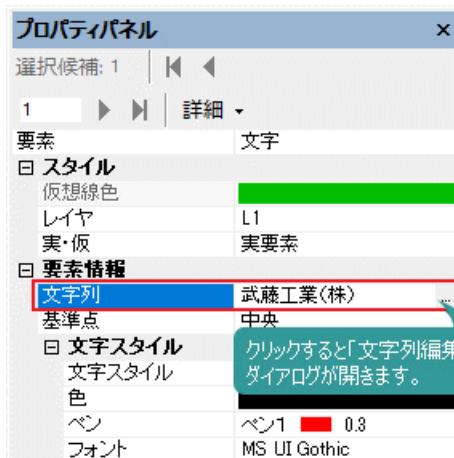 プロパティパネル
選択候補: 1
1 詳細
要素 文字
スタイル
仮想線色
レイヤ L1
実・仮 実要素
要素情報
文字列 武藤工業(株) ...
基準点 中央
文字スタイル
クリックすると「文字列編集
ダイアログが開きます。
文字スタイル
色
ペン ペン1 0.3
フォント MS UI Gothic